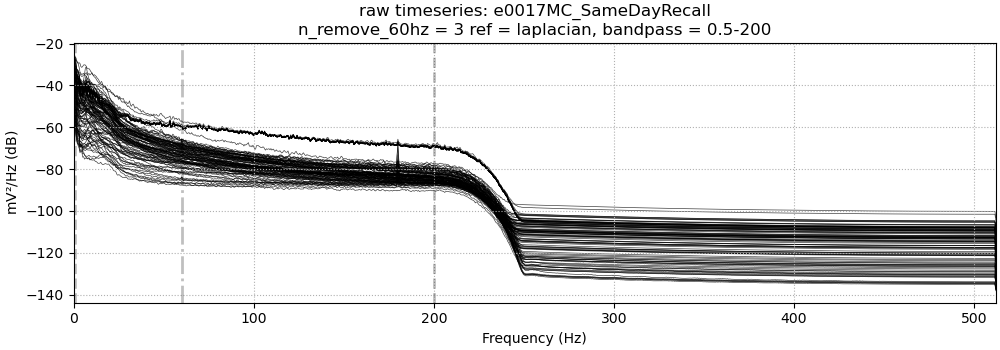 raw timeseries: e0017MC_SameDayRecall
n_remove_60hz = 3 ref = laplacian, bandpass = 0.5-200
mV²/Hz (dB)
−20
−40
−60
−80
−100
−120
−140
0 100 200 300 400 500
Frequency (Hz)